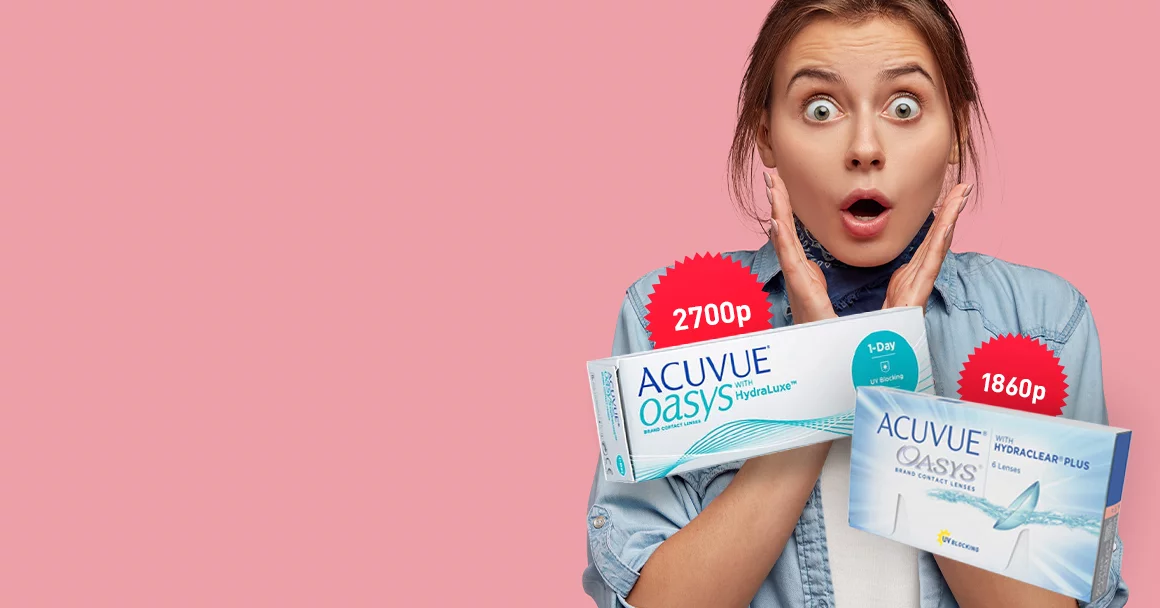 2700р
ACUVUE®
oasys WITH HydraLuxe™
BRAND CONTACT LENSES
1-Day
UV Blocking
1860р
ACUVUE®
OASYS®
BRAND CONTACT LENSES
WITH
HYDRACLEAR® PLUS
6 Lenses
UV BLOCKING